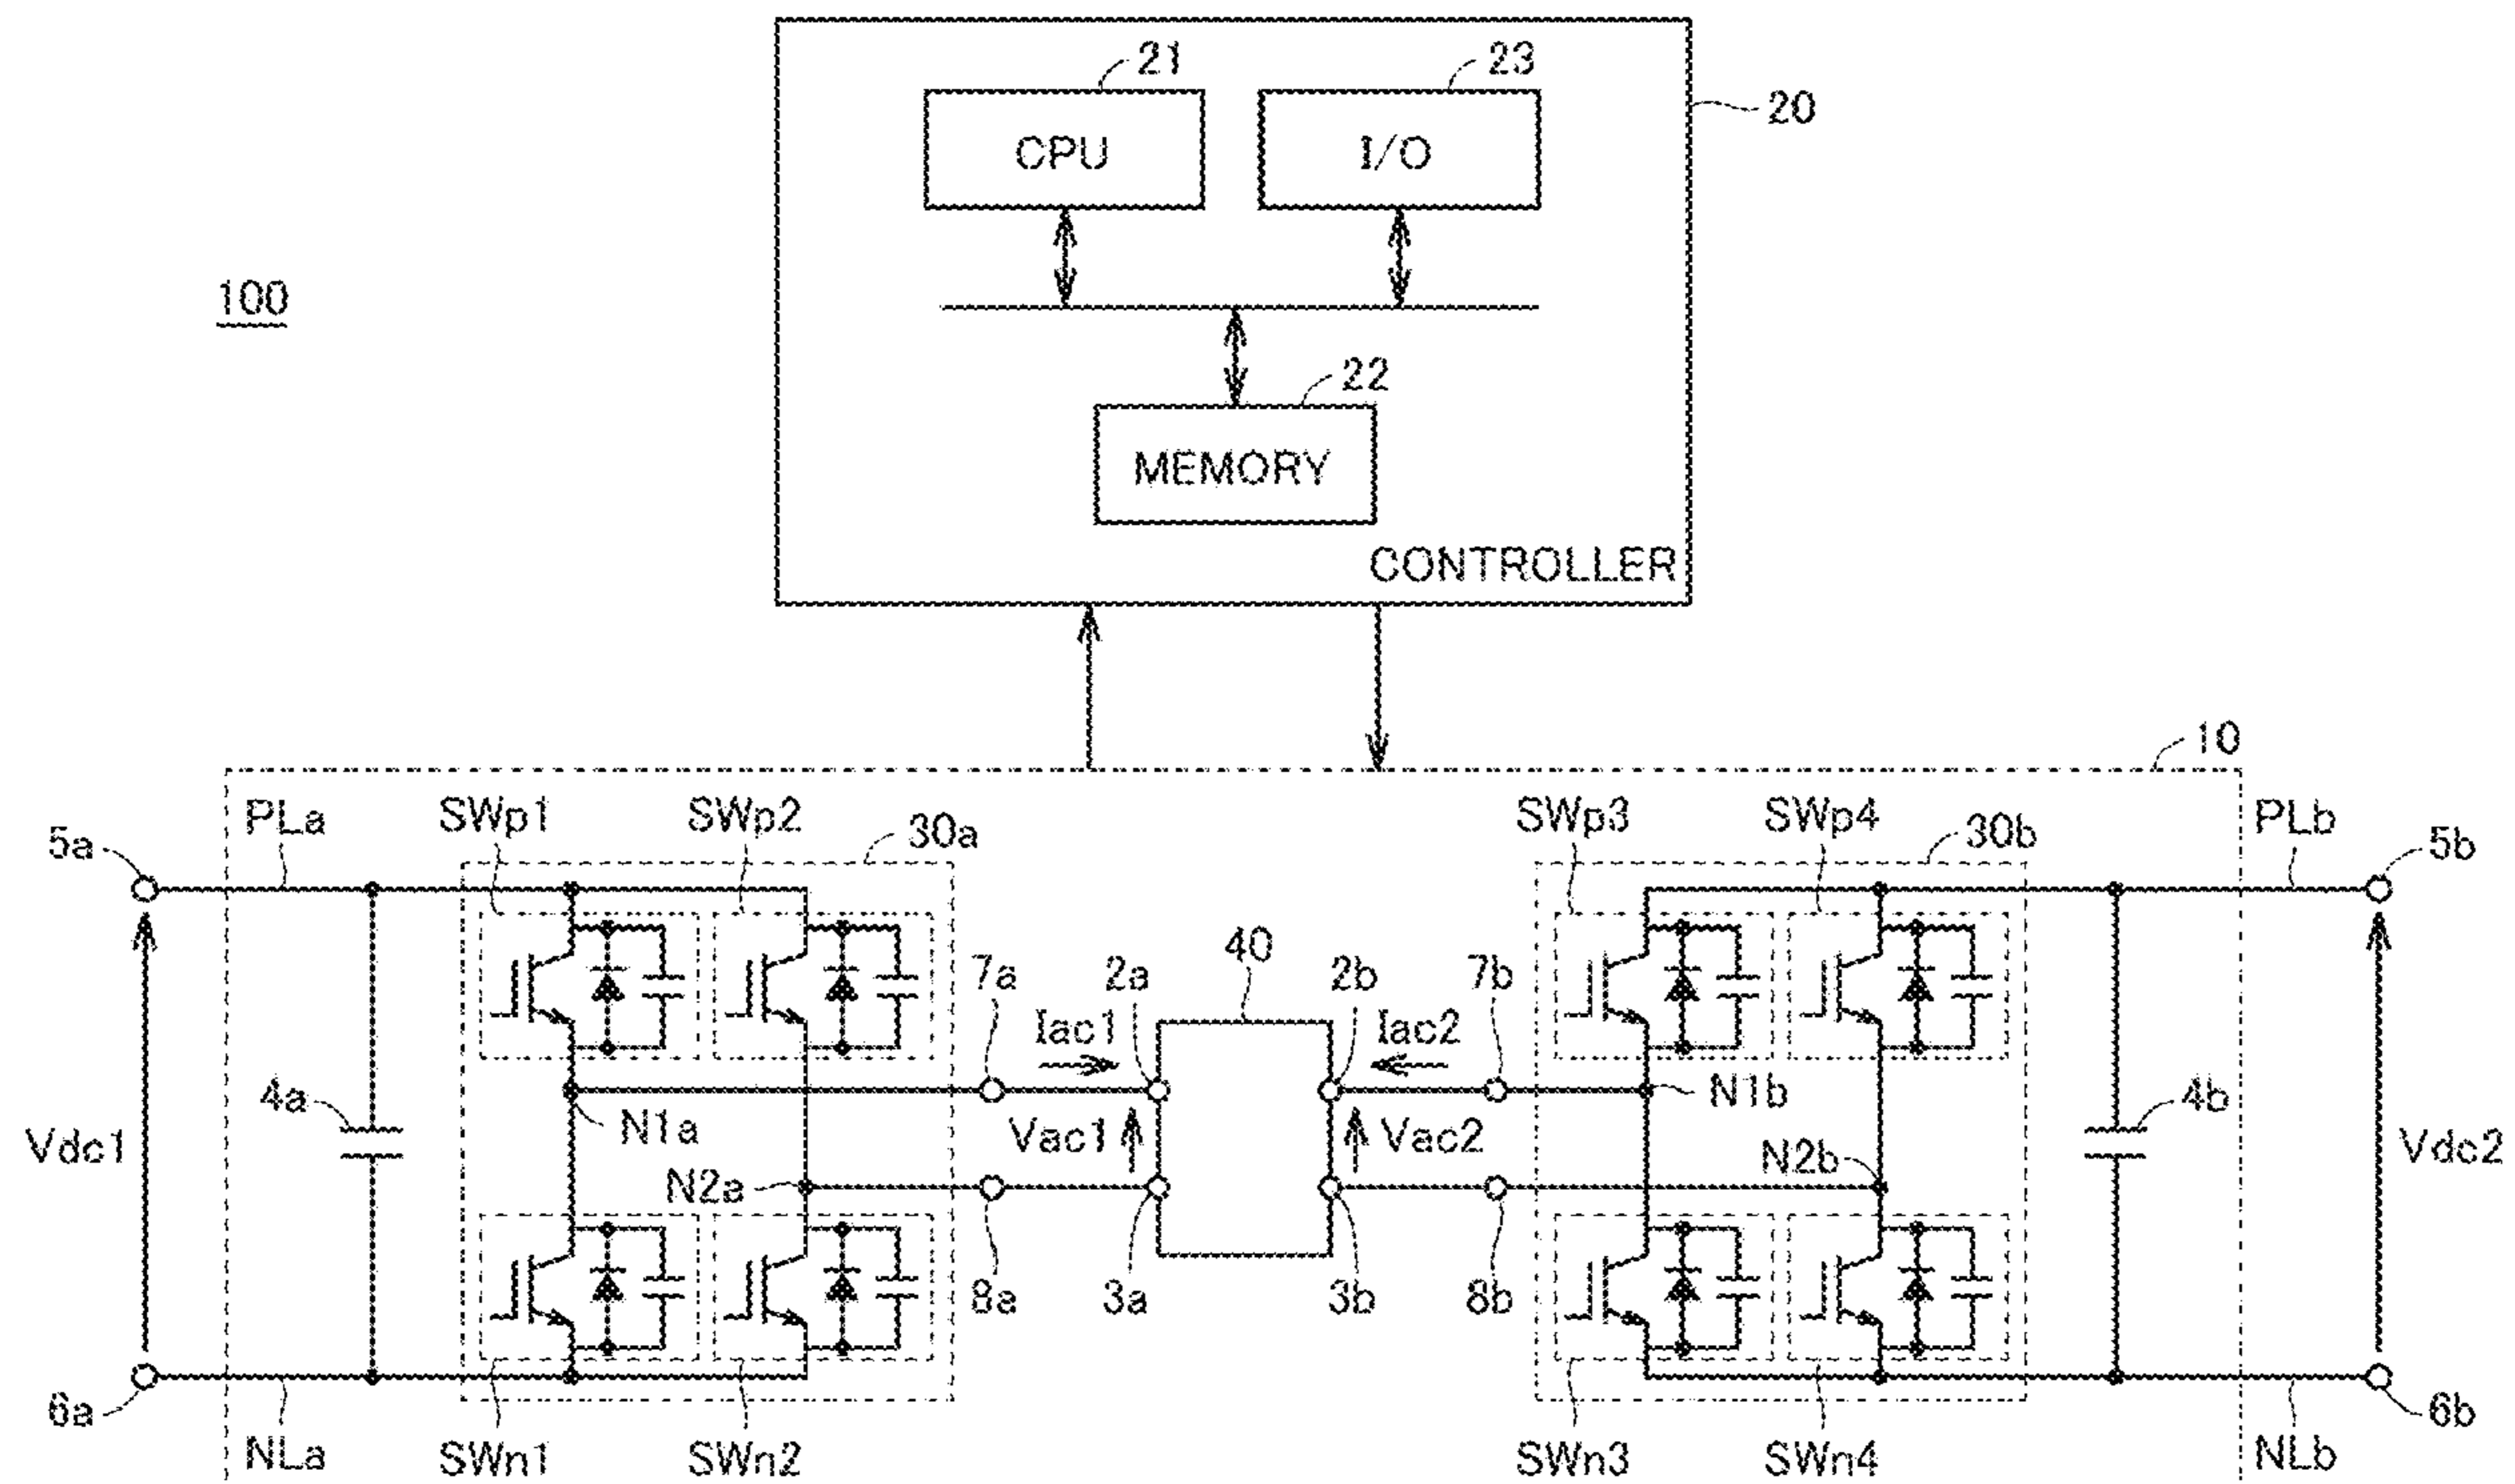 21
23
20
CPU
I/O
100
22
MEMORY
CONTROLLER
10
PLa
SWp1
SWp2
30a
SWp3
SWp4
30b
PLb
5a
5b
40
7a
2a
2b
7b
Iac1
Iac2
4a
N1a
N1b
4b
Vdc1
Vac1
Vac2
Vdc2
N2a
N2b
8a
3a
3b
8b
6a
6b
NLa
SWn1
SWn2
SWn3
SWn4
NLb